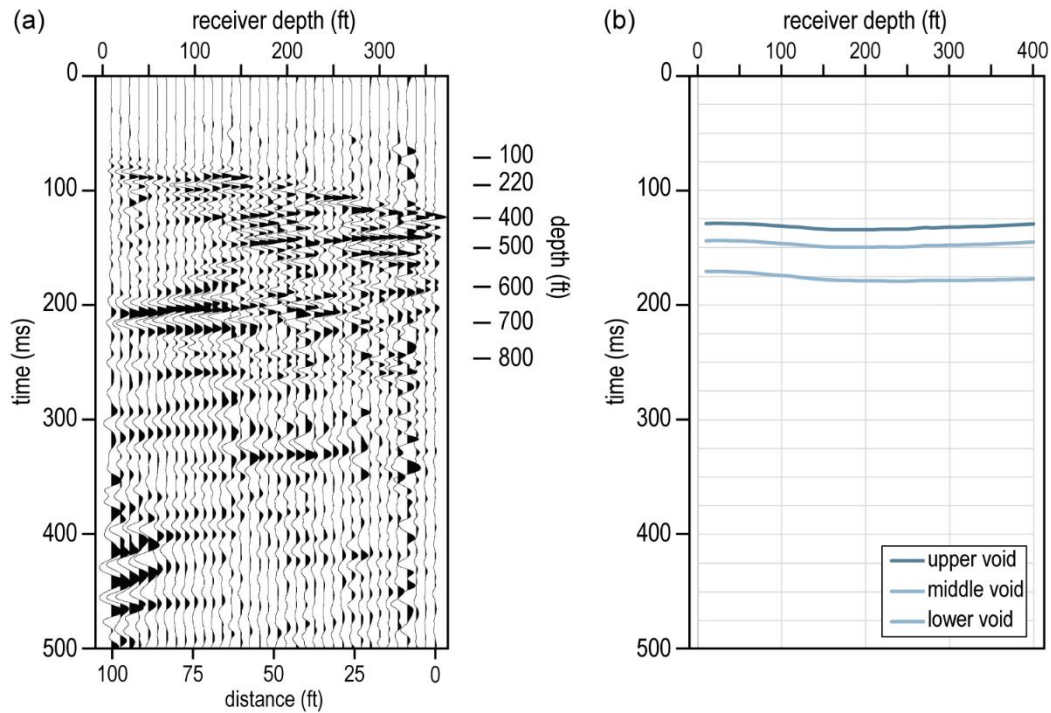 (a)
receiver depth (ft)
0 100 200 300
0
100
200
300
400
500
time (ms)
100
220
400
500
600
700
800
depth (ft)
100 75 50 25 0
distance (ft)
(b)
receiver depth (ft)
0 100 200 300 400
0
100
200
300
400
500
time (ms)
upper void
middle void
lower void